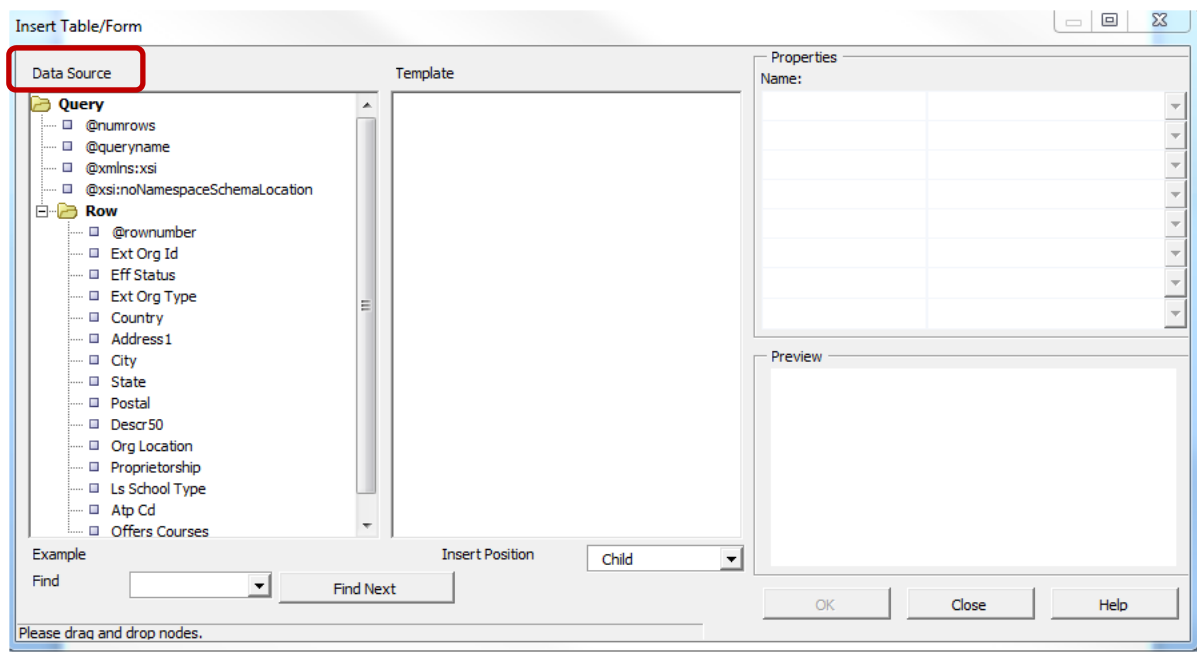 Insert Table/Form
Data Source
Template
Properties
Name:
Query
@numrows
@queryname
@xmlns:xsi
@xsi:noNamespaceSchemaLocation
Row
@rownumber
Ext Org Id
Eff Status
Ext Org Type
Country
Address1
City
State
Postal
Descr50
Org Location
Proprietorship
Ls School Type
Atp Cd
Offers Courses
Preview
Example
Insert Position
Child
Find
Find Next
OK
Close
Help
Please drag and drop nodes.